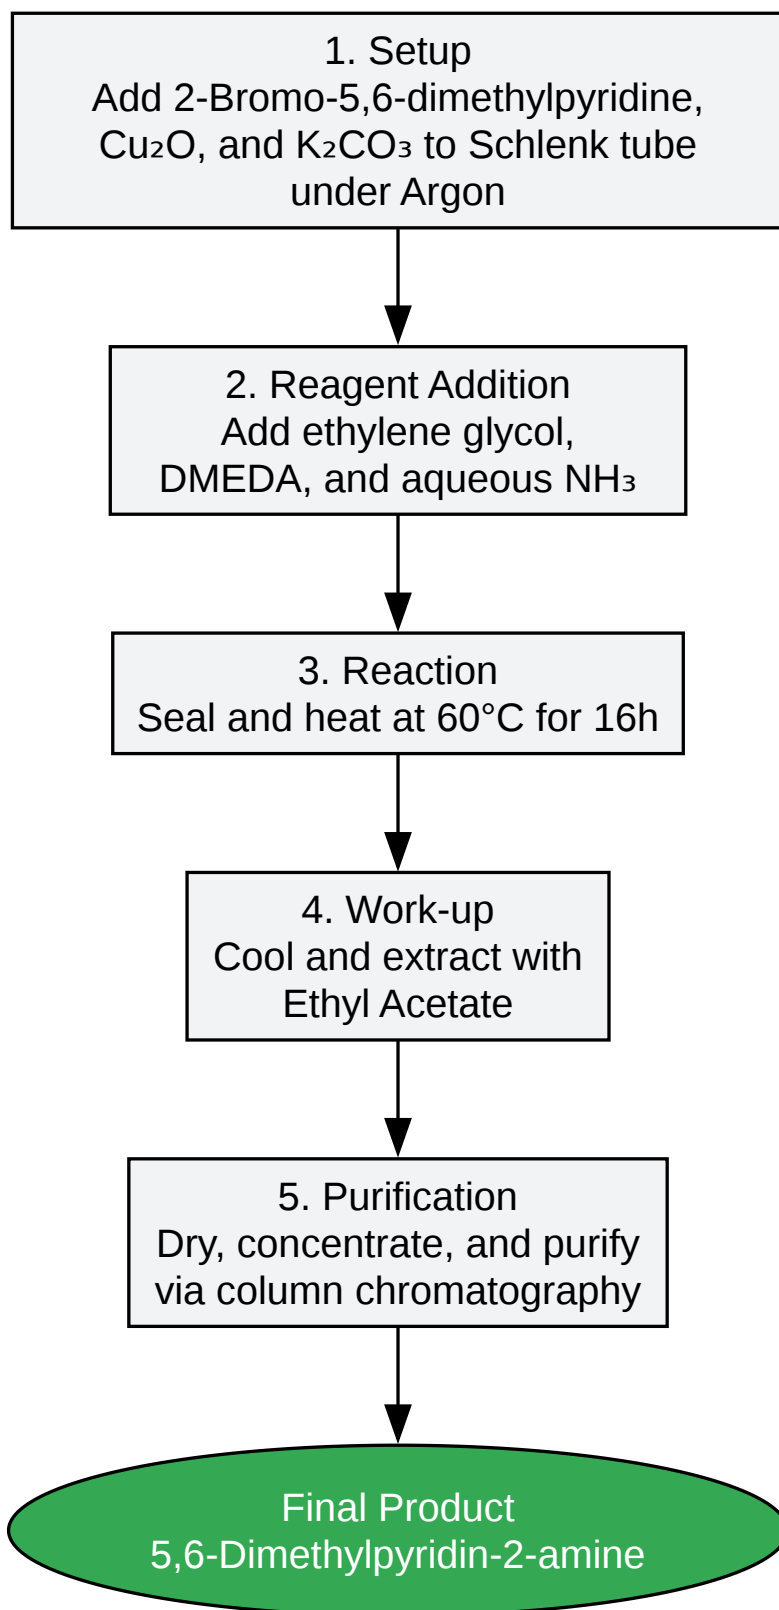 1. Setup
Add 2-Bromo-5,6-dimethylpyridine,
Cu₂O, and K₂CO₃ to Schlenk tube
under Argon
2. Reagent Addition
Add ethylene glycol,
DMEDA, and aqueous NH₃
3. Reaction
Seal and heat at 60°C for 16h
4. Work-up
Cool and extract with
Ethyl Acetate
5. Purification
Dry, concentrate, and purify
via column chromatography
Final Product
5,6-Dimethylpyridin-2-amine